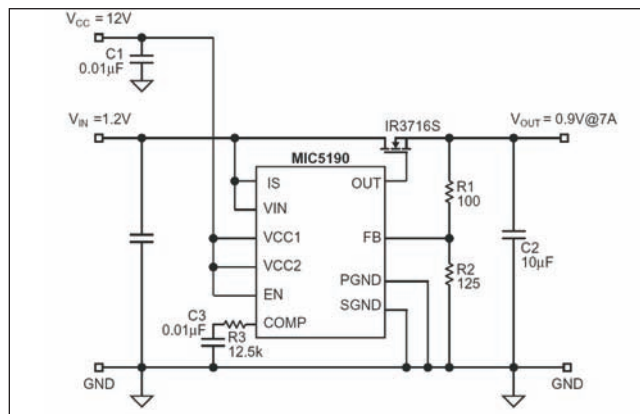 VCC = 12V
C1
0.01µF
VIN = 1.2V
IR3716S
VOUT = 0.9V@7A
MIC5190
IS
OUT
VIN
R1
100
VCC1
FB
C2
10µF
VCC2
R2
125
PGND
EN
SGND
C3
0.01µF
COMP
R3
12.5k
GND
GND